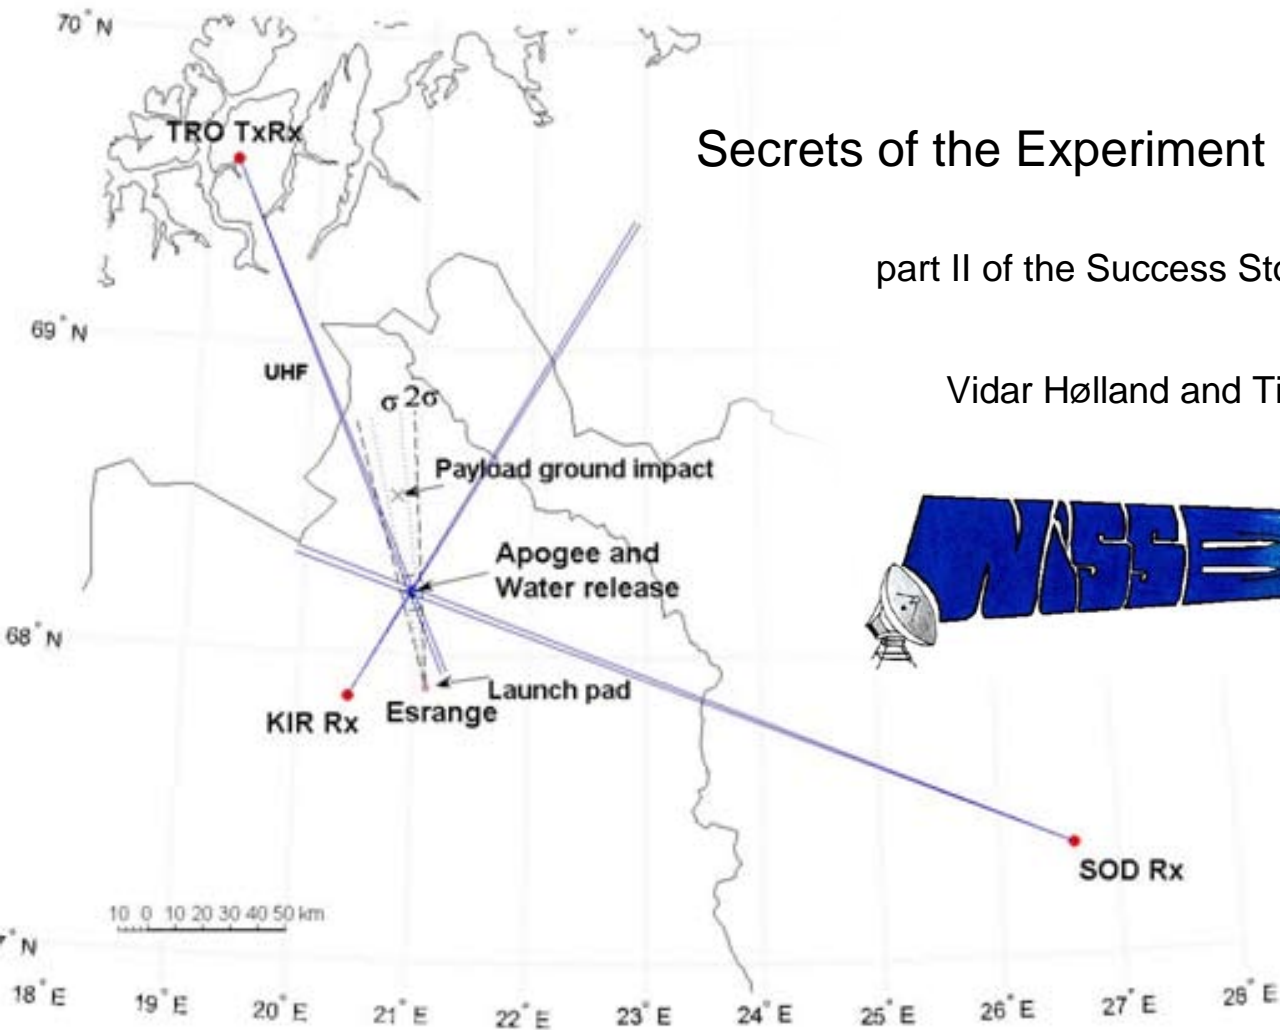 70° N
TRO TxRx
Secrets of the Experiment
part II of the Success
69° N
UHF
Vidar Hølland and
σ 2σ
Payload ground impact
NISSE
Apogee and
Water release
68° N
Launch pad
KIR Rx
Esrange
SOD Rx
10 0 10 20 30 40 50 km
° N
18° E
19° E
20° E
21° E
22° E
23° E
24° E
25° E
26° E
27° E
28° E